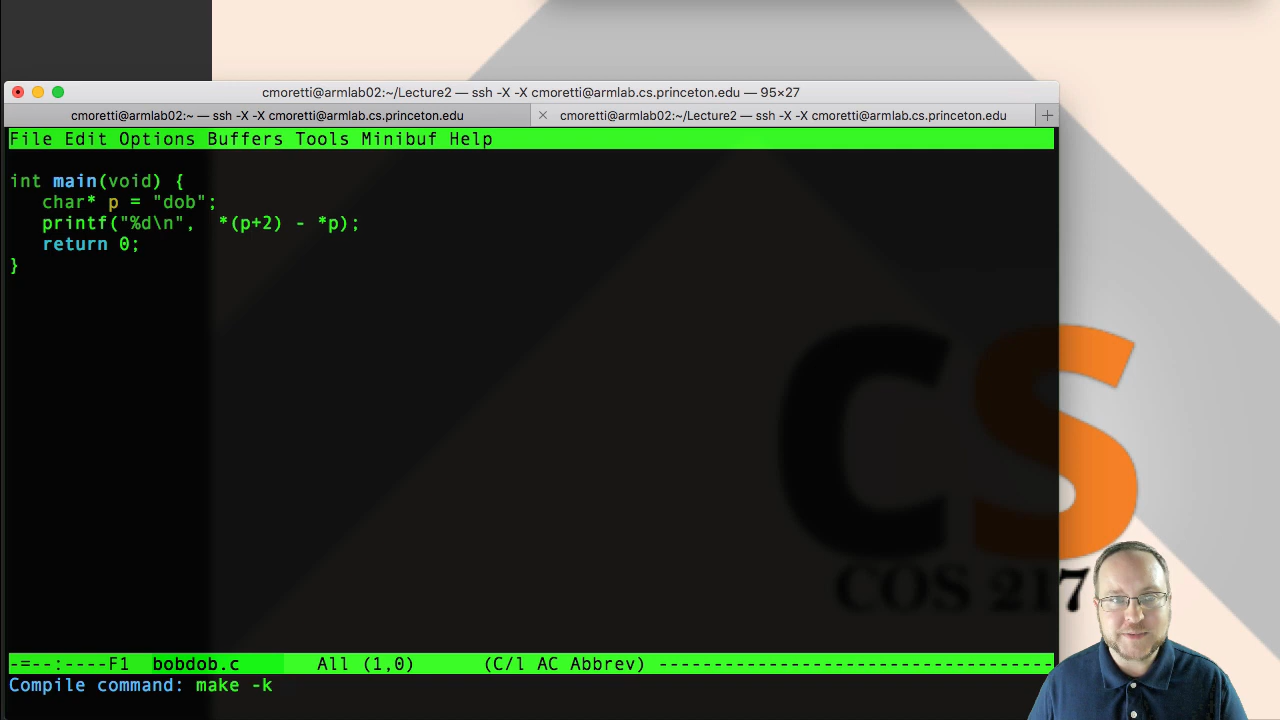 cmoretti@armlab02:~/Lecture2 — ssh -X -X cmoretti@armlab.cs.princeton.edu — 95×27
cmoretti@armlab02:~ — ssh -X -X cmoretti@armlab.cs.princeton.edu
cmoretti@armlab02:~/Lecture2 — ssh -X -X cmoretti@armlab.cs.princeton.edu
File Edit Options Buffers Tools Minibuf Help
int main(void) {
   char* p = "dob";
   printf("%d\n",  *(p+2) - *p);
   return 0;
}
CS
COS 217
-=--:----F1  bobdob.c       All (1,0)      (C/l AC Abbrev) ------------------------------------
Compile command: make -k